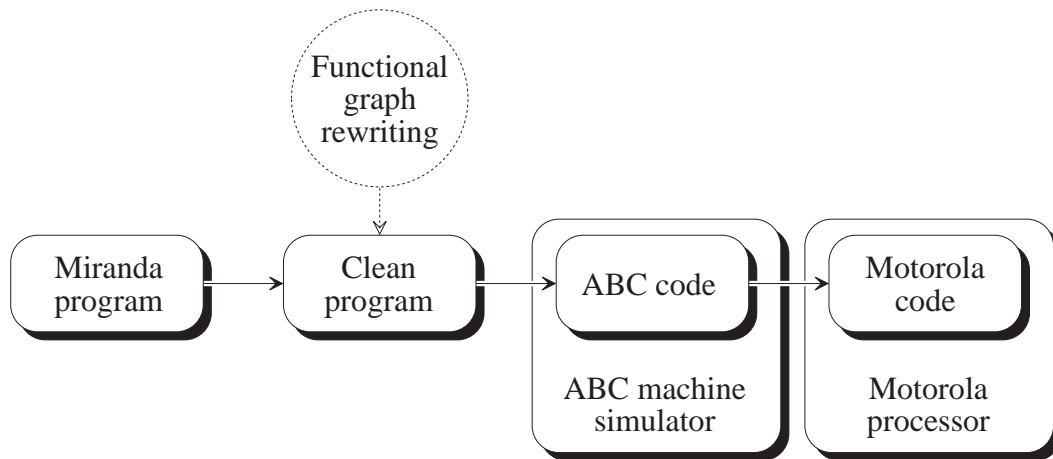 Functional
graph
rewriting
Miranda
program
Clean
program
ABC code
Motorola
code
ABC machine
simulator
Motorola
processor